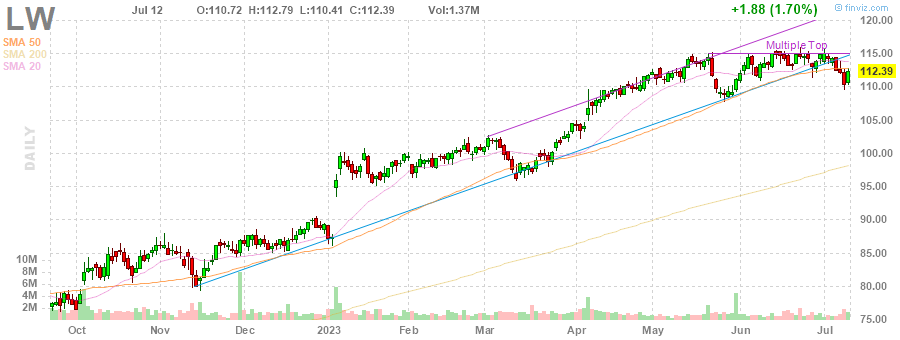 LW
Jul 12
O:110.72 H:112.79 L:110.41 C:112.39
Vol:1.37M
+1.88 (1.70%)
© finviz.com
SMA 50
SMA 200
SMA 20
Multiple Top
120.00
115.00
112.39
110.00
105.00
100.00
95.00
90.00
85.00
80.00
75.00
DAILY
10M
8M
6M
4M
2M
Oct
Nov
Dec
2023
Feb
Mar
Apr
May
Jun
Jul